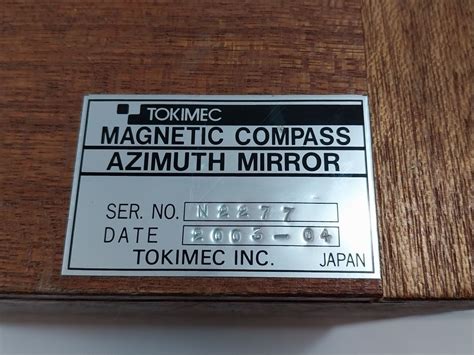 TOKIMEC
MAGNETIC COMPASS
AZIMUTH MIRROR
SER. NO. N2277
DATE 2003-04
TOKIMEC INC. JAPAN